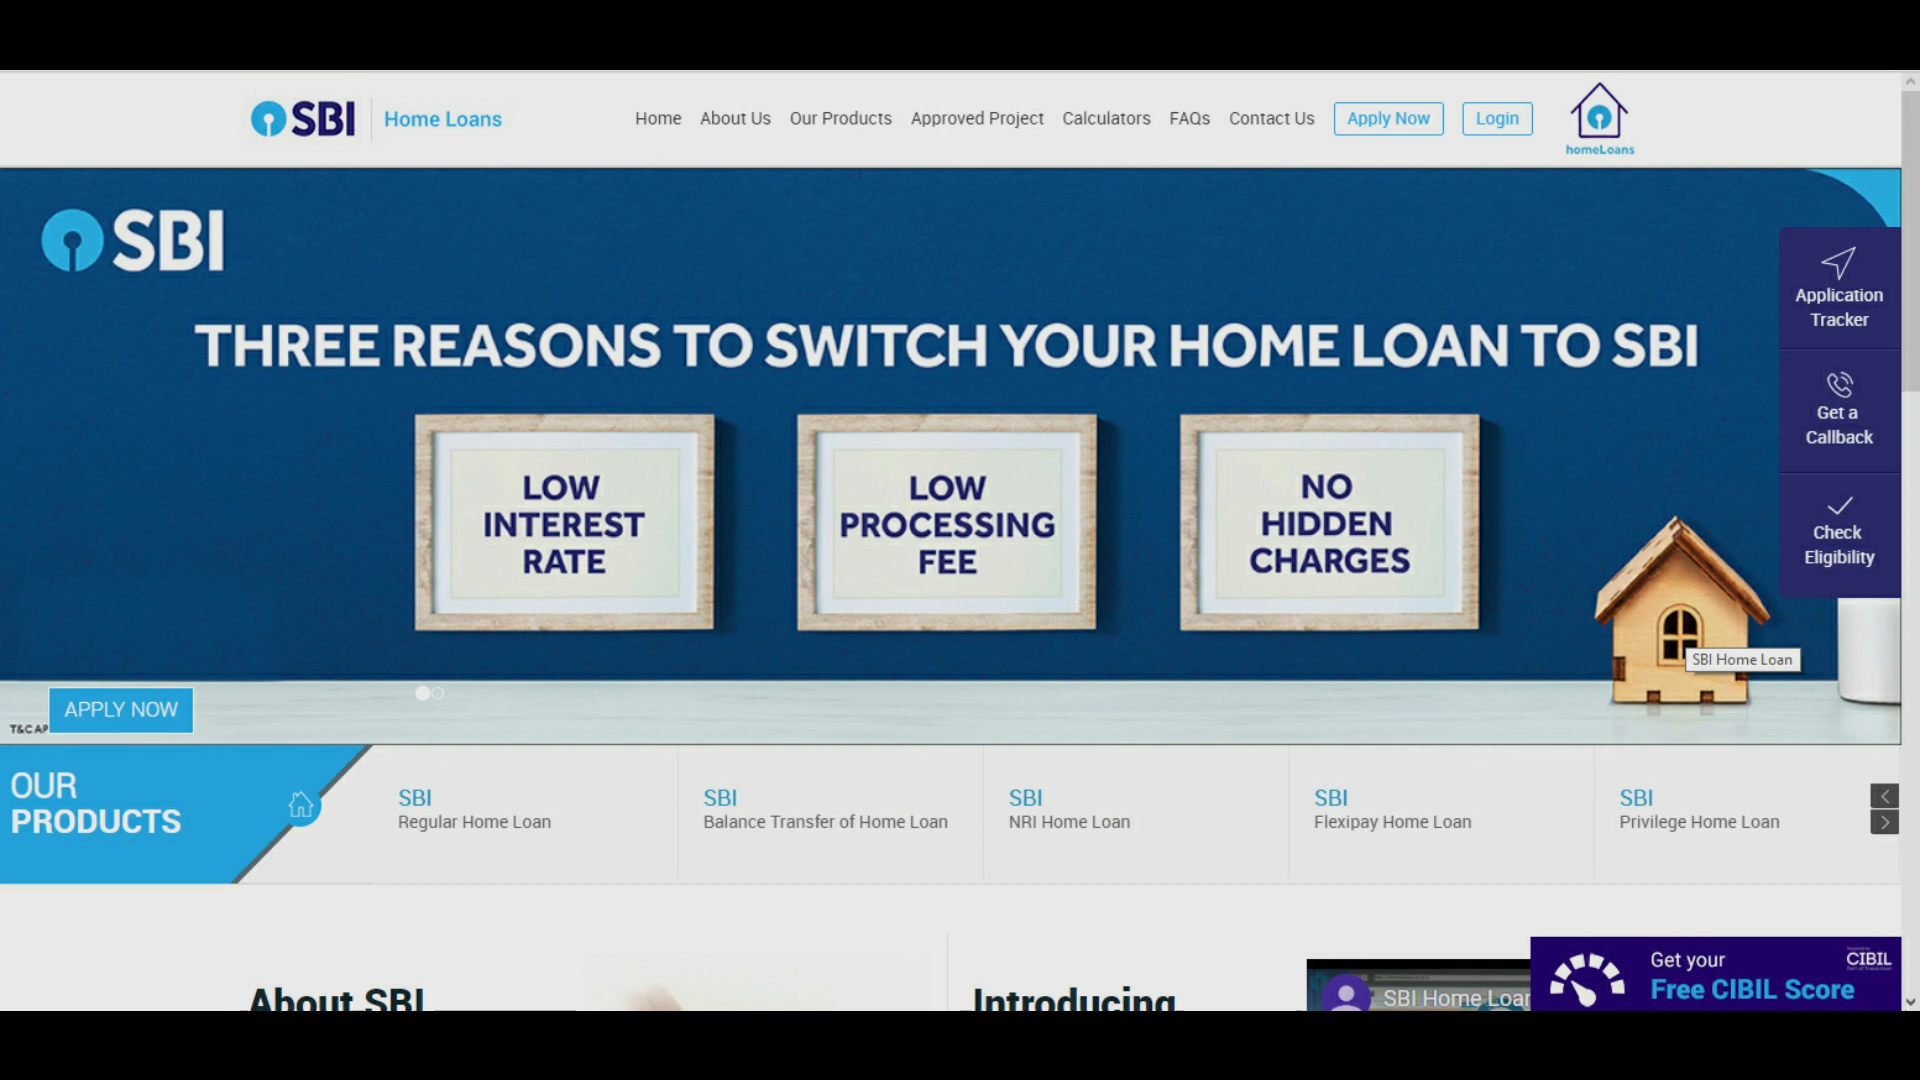 SBI Home Loans
Home About Us Our Products Approved Project Calculators FAQs Contact Us Apply Now Login
homeLoans
SBI
THREE REASONS TO SWITCH YOUR HOME LOAN TO SBI
LOW
INTEREST
RATE
LOW
PROCESSING
FEE
NO
HIDDEN
CHARGES
Application
Tracker
Get a
Callback
Check
Eligibility
SBI Home Loan
APPLY NOW
T&C AP
OUR
PRODUCTS
SBI
Regular Home Loan
SBI
Balance Transfer of Home Loan
SBI
NRI Home Loan
SBI
Flexipay Home Loan
SBI
Privilege Home Loan
About SBI
Introducing
SBI Home Loan
Get your
Free CIBIL Score
CIBIL